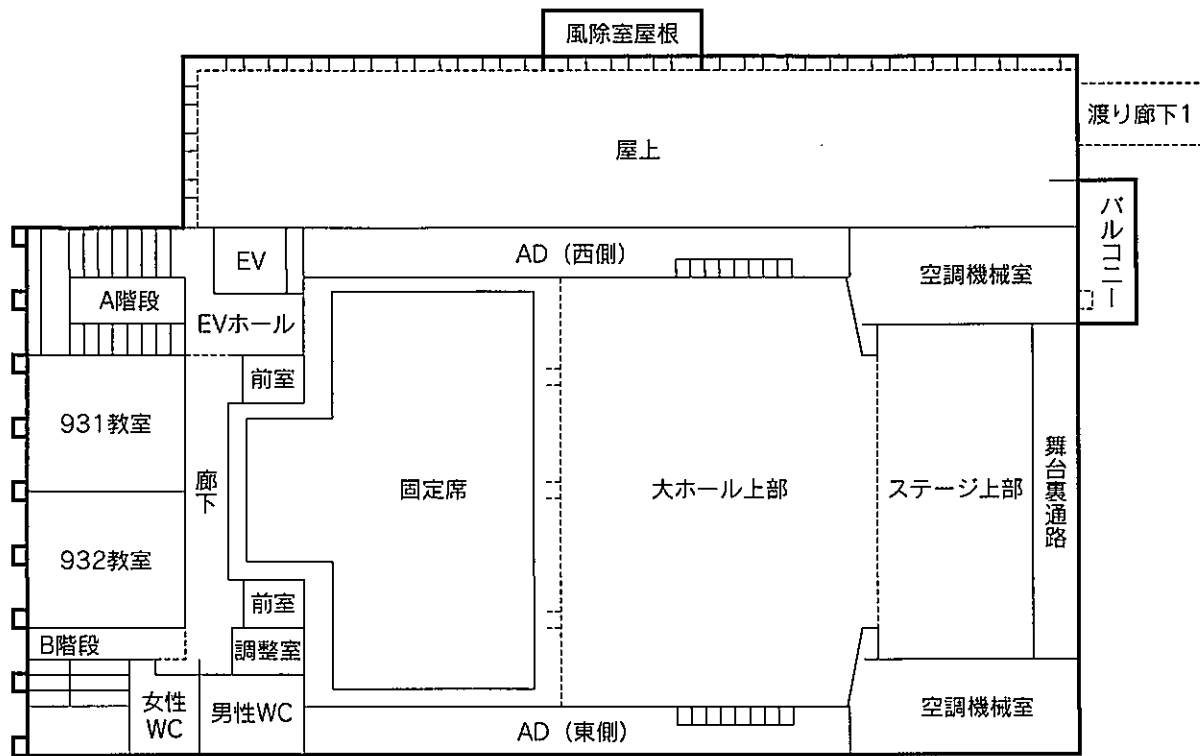 風除室屋根
渡り廊下1
屋上
バルコニー
EV
AD（西側）
空調機械室
A階段
EVホール
前室
931教室
廊下
固定席
大ホール上部
ステージ上部
舞台裏通路
932教室
前室
B階段
調整室
女性
WC
男性WC
AD（東側）
空調機械室